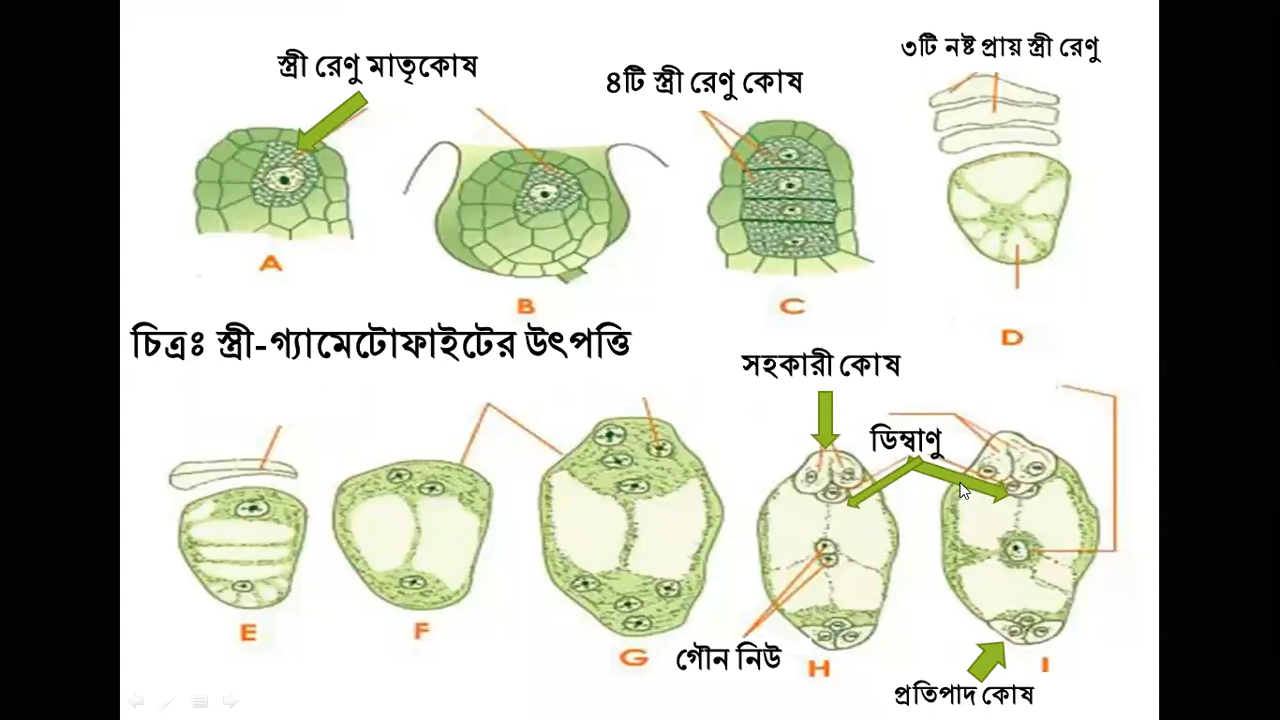 ৩টি নষ্ট প্রায় স্ত্রী রেণু
স্ত্রী রেণু মাতৃকোষ
৪টি স্ত্রী রেণু কোষ
A
B
C
D
চিত্রঃ স্ত্রী-গ্যামেটোফাইটের উৎপত্তি
সহকারী কোষ
ডিম্বাণু
E
F
G
গৌন নিউ
H
I
প্রতিপাদ কোষ